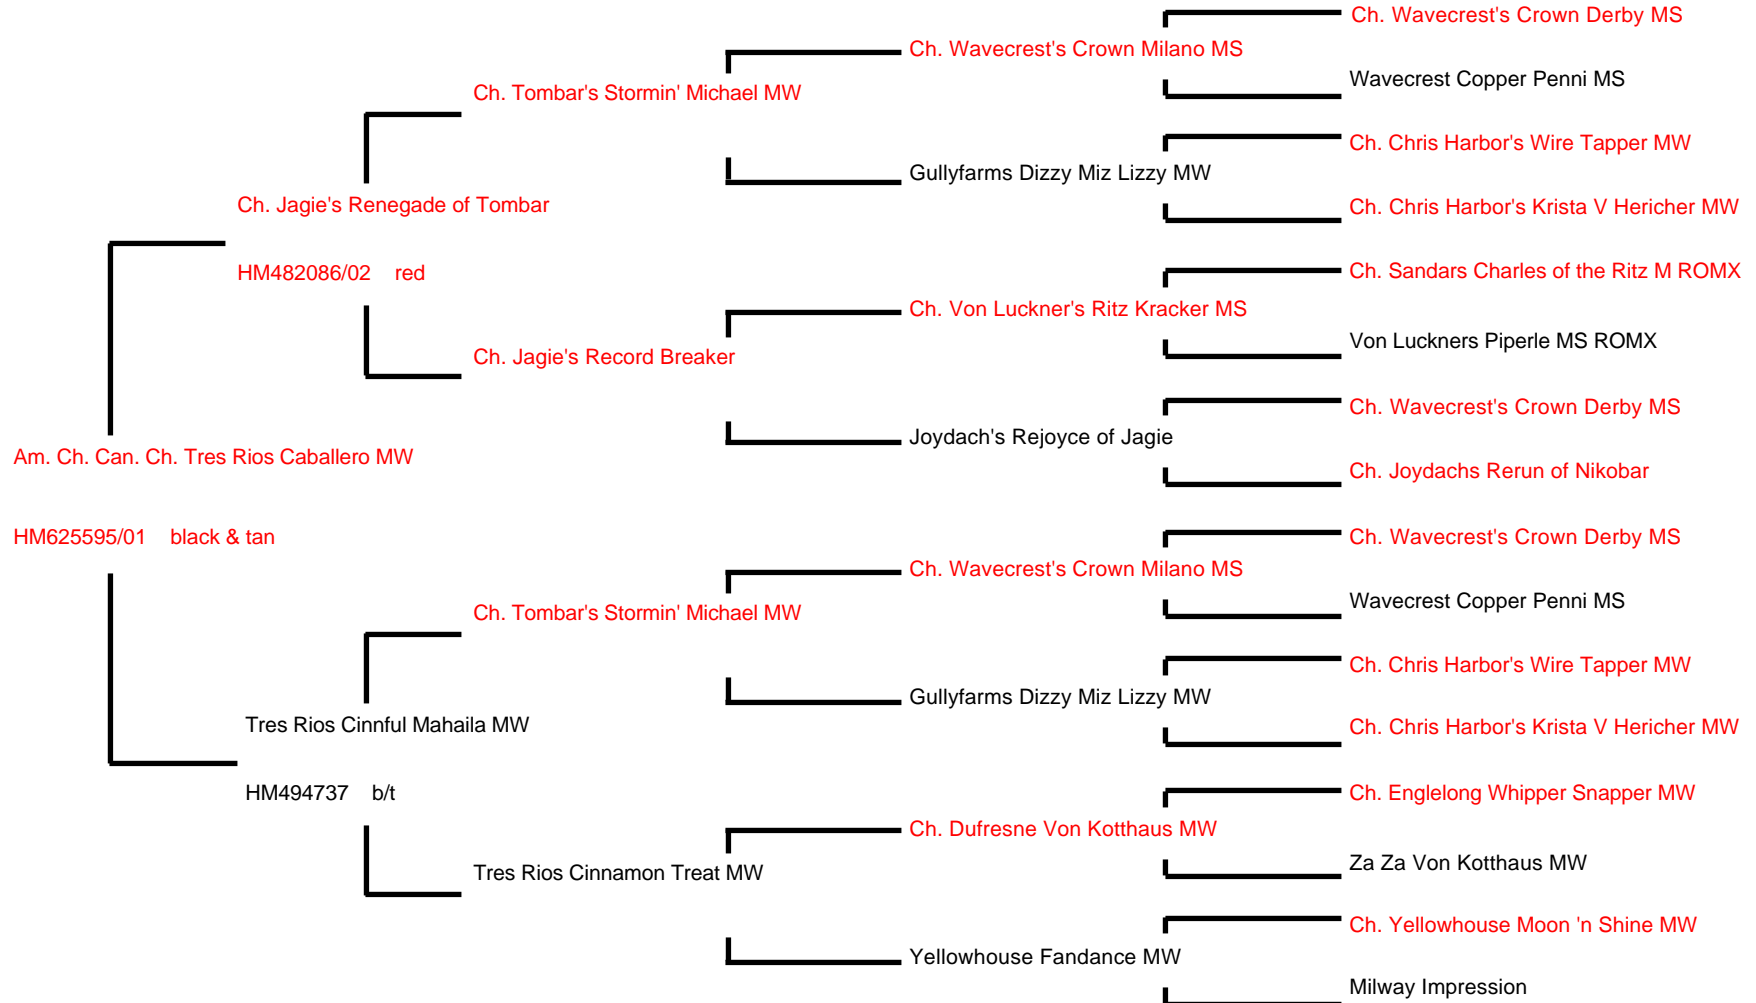 Ch. Wavecrest's Crown Derby MS
Ch. Wavecrest's Crown Milano MS
Wavecrest Copper Penni MS
Ch. Tombar's Stormin' Michael MW
Ch. Chris Harbor's Wire Tapper MW
Gullyfarms Dizzy Miz Lizzy MW
Ch. Chris Harbor's Krista V Hericher MW
Ch. Jagie's Renegade of Tombar
HM482086/02 red
Ch. Sandars Charles of the Ritz M ROMX
Ch. Von Luckner's Ritz Kracker MS
Von Luckners Piperle MS ROMX
Ch. Jagie's Record Breaker
Ch. Wavecrest's Crown Derby MS
Joydach's Rejoyce of Jagie
Ch. Joydachs Rerun of Nikobar
Am. Ch. Can. Ch. Tres Rios Caballero MW
HM625595/01 black & tan
Ch. Wavecrest's Crown Derby MS
Ch. Wavecrest's Crown Milano MS
Wavecrest Copper Penni MS
Ch. Tombar's Stormin' Michael MW
Ch. Chris Harbor's Wire Tapper MW
Gullyfarms Dizzy Miz Lizzy MW
Ch. Chris Harbor's Krista V Hericher MW
Tres Rios Cinnful Mahaila MW
HM494737 b/t
Ch. Englelong Whipper Snapper MW
Ch. Dufresne Von Kotthaus MW
Za Za Von Kotthaus MW
Tres Rios Cinnamon Treat MW
Ch. Yellowhouse Moon 'n Shine MW
Yellowhouse Fandance MW
Milway Impression